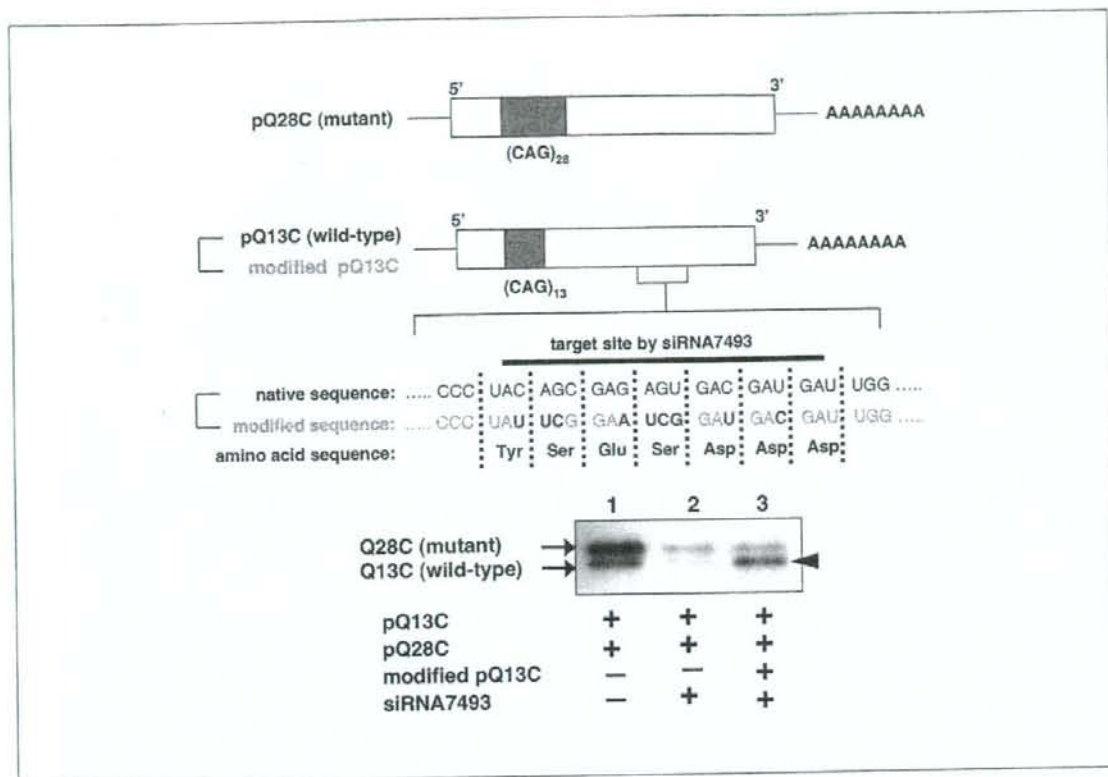 5' 3'
pQ28C (mutant) AAAAAAAA
(CAG)28
5' 3'
pQ13C (wild-type) AAAAAAAA
modified pQ13C
(CAG)13
target site by siRNA7493
native sequence: ..... CCC UAC AGC GAG AGU GAC GAU GAU UGG .....
modified sequence: ..... CCC UAU UCG GAA UCG GAU GAC GAU UGG .....
amino acid sequence: Tyr Ser Glu Ser Asp Asp Asp
1 2 3
Q28C (mutant)
Q13C (wild-type)
pQ13C + + +
pQ28C + + +
modified pQ13C − − +
siRNA7493 − + +